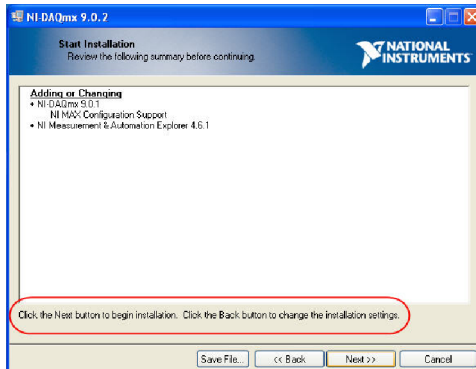 NI-DAQmx 9.0.2
Start Installation
Review the following summary before continuing.
NATIONAL
INSTRUMENTS
Adding or Changing
• NI-DAQmx 9.0.1
NI MAX Configuration Support
• NI Measurement & Automation Explorer 4.6.1
Click the Next button to begin installation. Click the Back button to change the installation settings.
Save File...
<< Back
Next >>
Cancel